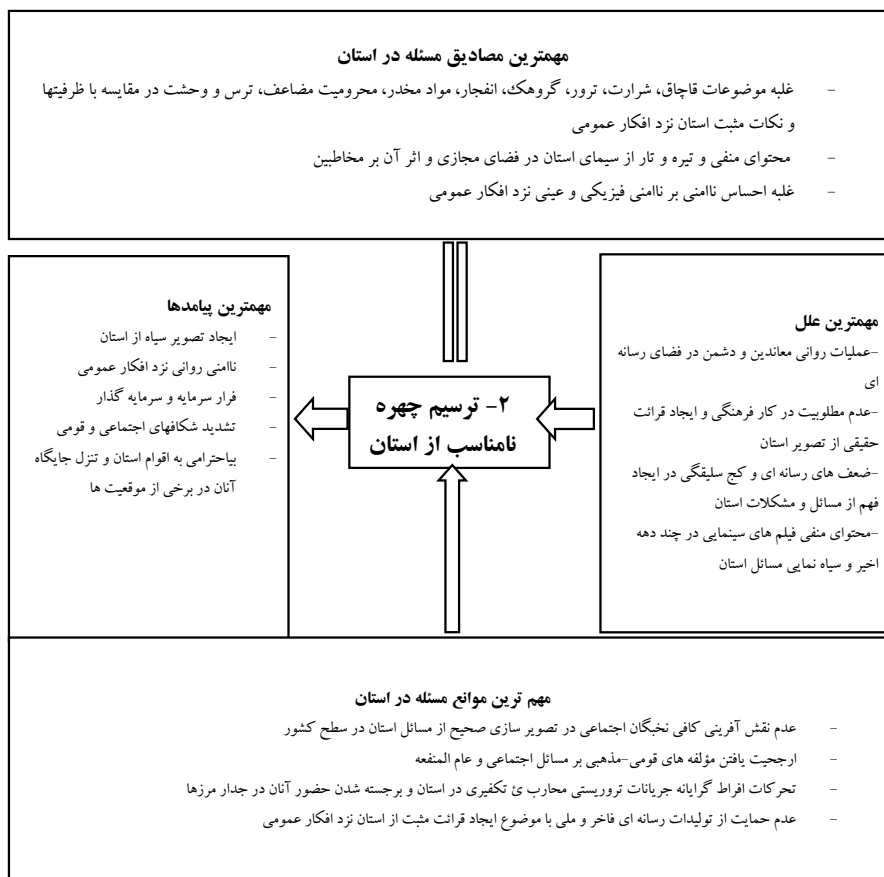 مهمترین مصادیق مسئله در استان
- غلبه موضوعات قاچاق، شرارت، ترور، گروهک، انفجار، مواد مخدر، محرومیت مضاعف، ترس و وحشت در مقایسه با ظرفیتها
و نکات مثبت استان نزد افکار عمومی
- محتوای منفی و تیره و تار از سیمای استان در فضای مجازی و اثر آن بر مخاطبین
- غلبه احساس ناامنی بر ناامنی فیزیکی و عینی نزد افکار عمومی
مهمترین علل
-عملیات روانی معاندین و دشمن در فضای رسانه
ای
-عدم مطلوبیت در کار فرهنگی و ایجاد قرائت
حقیقی از تصویر استان
-ضعف های رسانه ای و کج سلیقگی در ایجاد
فهم از مسائل و مشکلات استان
-محتوای منفی فیلم های سینمایی در چند دهه
اخیر و سیاه نمایی مسائل استان
۲- ترسیم چهره
نامناسب از استان
مهمترین پیامدها
- ایجاد تصویر سیاه از استان
- ناامنی روانی نزد افکار عمومی
- فرار سرمایه و سرمایه گذار
- تشدید شکافهای اجتماعی و قومی
- بیاحترامی به اقوام استان و تنزل جایگاه
آنان در برخی از موقعیت ها
مهم ترین موانع مسئله در استان
- عدم نقش آفرینی کافی نخبگان اجتماعی در تصویر سازی صحیح از مسائل استان در سطح کشور
- ارجحیت یافتن مؤلفه های قومی-مذهبی بر مسائل اجتماعی و عام المنفعه
- تحرکات افراط گرایانه جریانات تروریستی محارب ئ تکفیری در استان و برجسته شدن حضور آنان در جدار مرزها
- عدم حمایت از تولیدات رسانه ای فاخر و ملی با موضوع ایجاد قرائت مثبت از استان نزد افکار عمومی